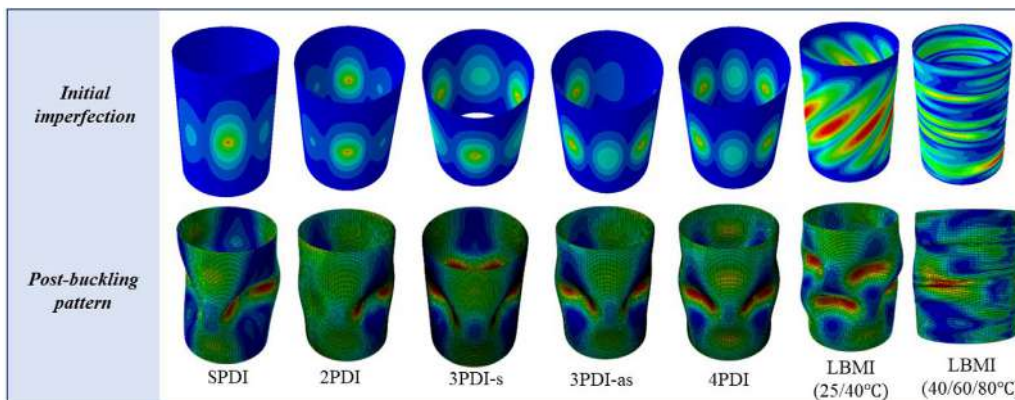 Initial
imperfection
Post-buckling
pattern
SPDI
2PDI
3PDI-s
3PDI-as
4PDI
LBMI
(25/40℃)
LBMI
(40/60/80℃)